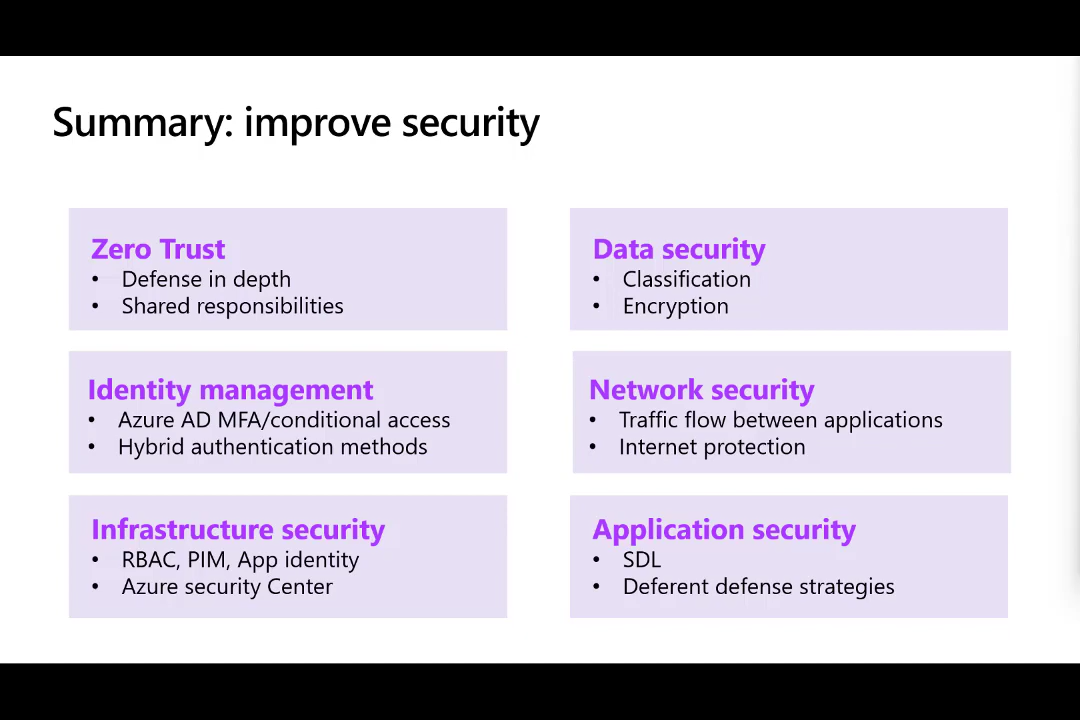 Summary: improve security
Zero Trust
• Defense in depth
• Shared responsibilities
Data security
• Classification
• Encryption
Identity management
• Azure AD MFA/conditional access
• Hybrid authentication methods
Network security
• Traffic flow between applications
• Internet protection
Infrastructure security
• RBAC, PIM, App identity
• Azure security Center
Application security
• SDL
• Deferent defense strategies